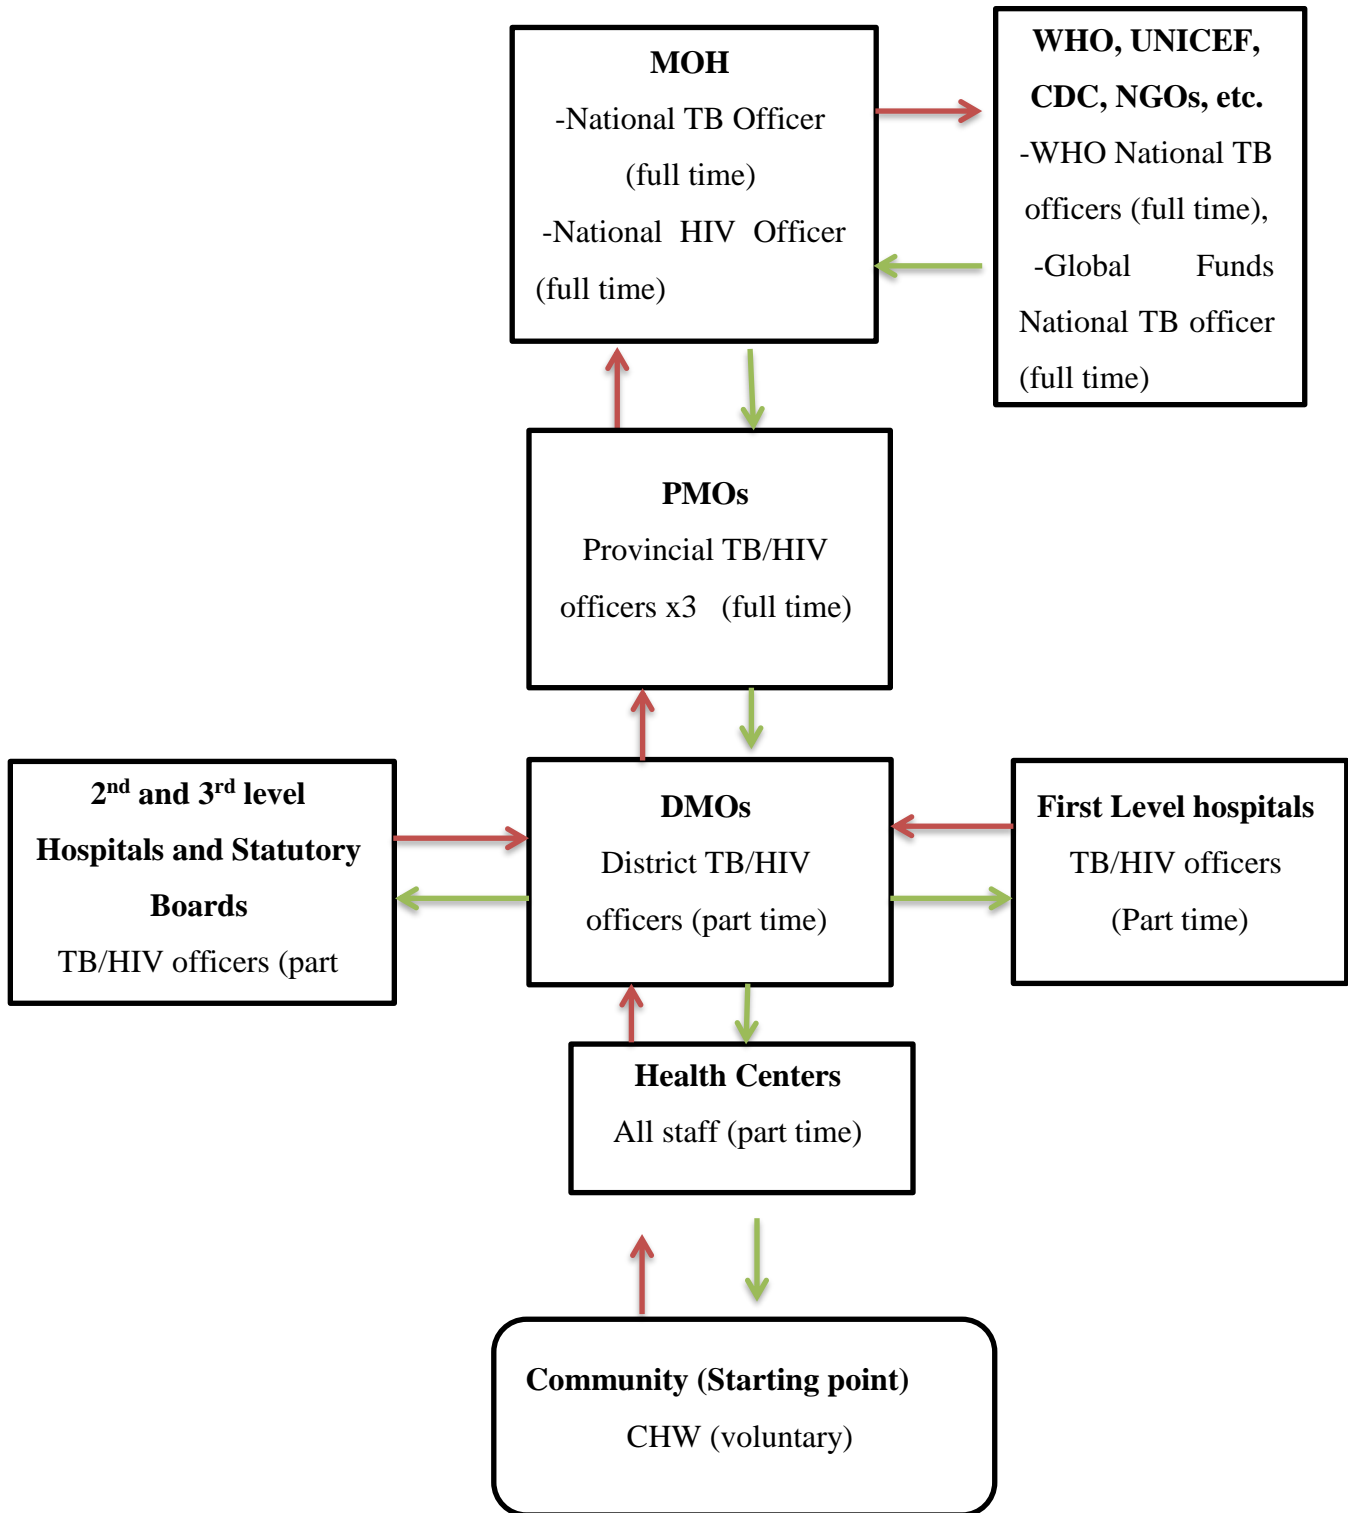 MOH
-National TB Officer
(full time)
-National HIV Officer
(full time)
WHO, UNICEF,
CDC, NGOs, etc.
-WHO National TB
officers (full time),
-Global Funds
National TB officer
(full time)
PMOs
Provincial TB/HIV
officers x3 (full time)
2nd and 3rd level
Hospitals and Statutory
Boards
TB/HIV officers (part
DMOs
District TB/HIV
officers (part time)
First Level hospitals
TB/HIV officers
(Part time)
Health Centers
All staff (part time)
Community (Starting point)
CHW (voluntary)